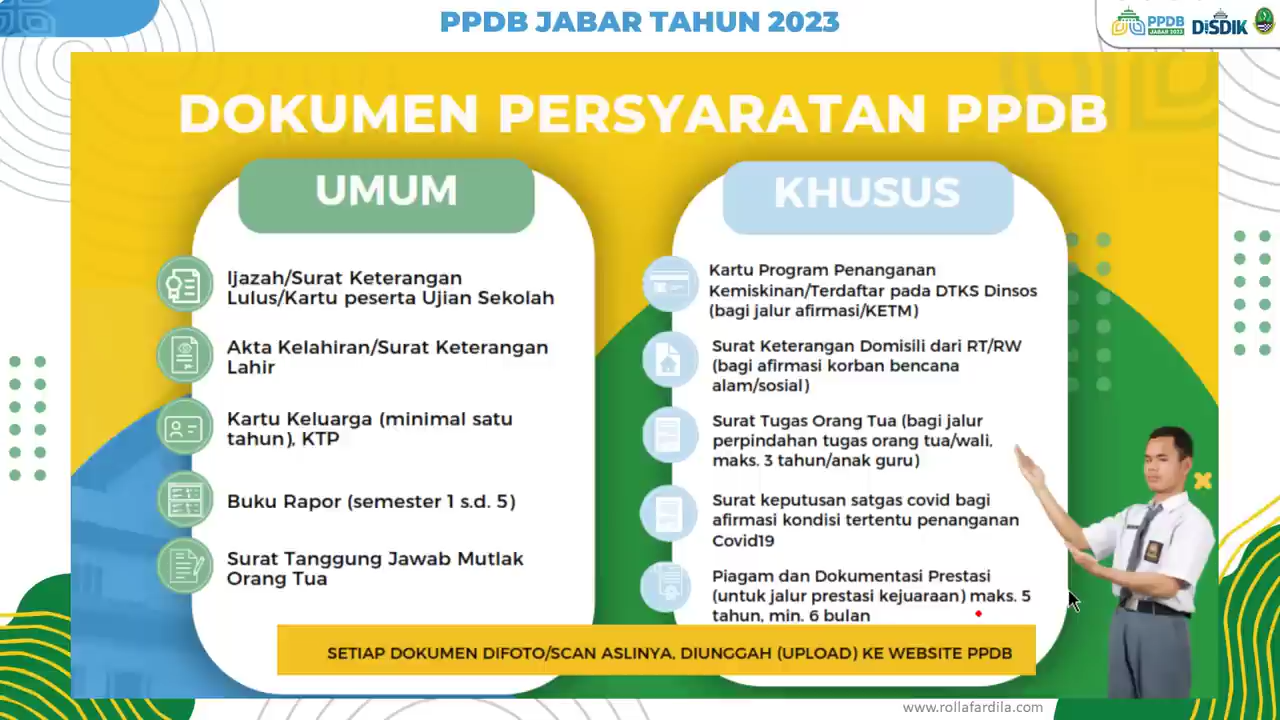 PPDB JABAR TAHUN 2023
PPDB
JABAR 2023
DISDIK
DOKUMEN PERSYARATAN PPDB
UMUM
Ijazah/Surat Keterangan
Lulus/Kartu peserta Ujian Sekolah
Akta Kelahiran/Surat Keterangan
Lahir
Kartu Keluarga (minimal satu
tahun), KTP
Buku Rapor (semester 1 s.d. 5)
Surat Tanggung Jawab Mutlak
Orang Tua
KHUSUS
Kartu Program Penanganan
Kemiskinan/Terdaftar pada DTKS Dinsos
(bagi jalur afirmasi/KETM)
Surat Keterangan Domisili dari RT/RW
(bagi afirmasi korban bencana
alam/sosial)
Surat Tugas Orang Tua (bagi jalur
perpindahan tugas orang tua/wali,
maks. 3 tahun/anak guru)
Surat keputusan satgas covid bagi
afirmasi kondisi tertentu penanganan
Covid19
Piagam dan Dokumentasi Prestasi
(untuk jalur prestasi kejuaraan) maks. 5
tahun, min. 6 bulan
SETIAP DOKUMEN DIFOTO/SCAN ASLINYA, DIUNGGAH (UPLOAD) KE WEBSITE PPDB
www.rollafardila.com